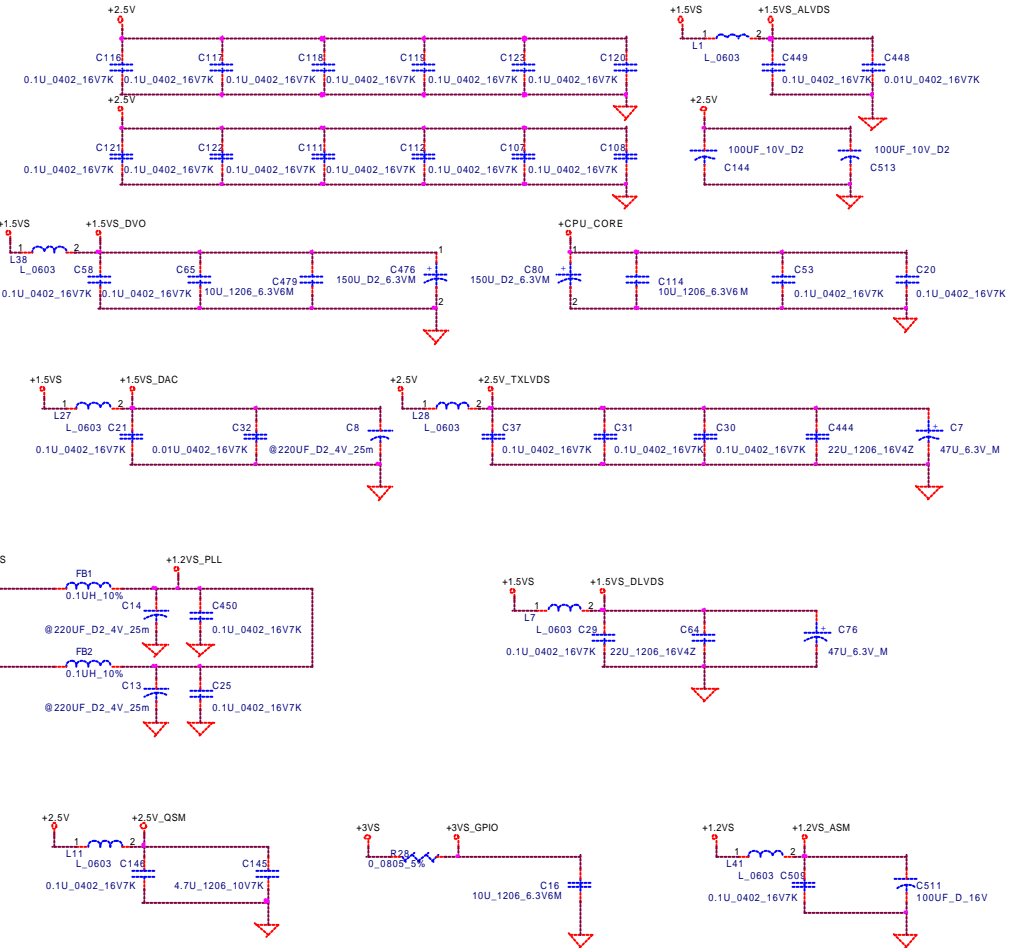 +2.5V
+1.5VS
+1.5VS_ALVDS
1
2
L1
L_0603
C116
C117
C118
C119
C123
C120
C449
C448
0.1U_0402_16V7K
0.1U_0402_16V7K
0.1U_0402_16V7K
0.1U_0402_16V7K
0.1U_0402_16V7K
0.1U_0402_16V7K
0.1U_0402_16V7K
0.01U_0402_16V7K
+2.5V
+2.5V
C121
C122
C111
C112
C107
C108
100UF_10V_D2
100UF_10V_D2
0.1U_0402_16V7K
0.1U_0402_16V7K
0.1U_0402_16V7K
0.1U_0402_16V7K
0.1U_0402_16V7K
0.1U_0402_16V7K
C144
C513
+1.5VS
+1.5VS_DVO
+CPU_CORE
1
2
1
1
L38
L_0603
C58
C65
C479
C476
+
C80
+
C114
C53
C20
0.1U_0402_16V7K
0.1U_0402_16V7K
10U_1206_6.3V6M
150U_D2_6.3VM
150U_D2_6.3VM
10U_1206_6.3V6M
0.1U_0402_16V7K
0.1U_0402_16V7K
2
2
+1.5VS
+1.5VS_DAC
+2.5V
+2.5V_TXLVDS
1
2
1
2
L27
L_0603
C21
C32
C8
L28
L_0603
C37
C31
C30
C444
+
C7
0.1U_0402_16V7K
0.01U_0402_16V7K
@220UF_D2_4V_25m
0.1U_0402_16V7K
0.1U_0402_16V7K
0.1U_0402_16V7K
22U_1206_16V4Z
47U_6.3V_M
S
+1.2VS_PLL
FB1
0.1UH_10%
C14
C450
@220UF_D2_4V_25m
0.1U_0402_16V7K
FB2
0.1UH_10%
C13
C25
@220UF_D2_4V_25m
0.1U_0402_16V7K
+1.5VS
+1.5VS_DLVDS
1
2
L7
L_0603
C29
C64
+
C76
0.1U_0402_16V7K
22U_1206_16V4Z
47U_6.3V_M
+2.5V
+2.5V_QSM
1
2
L11
L_0603
C146
C145
0.1U_0402_16V7K
4.7U_1206_10V7K
+3VS
+3VS_GPIO
R28
0_0805_5%
C16
10U_1206_6.3V6M
+1.2VS
+1.2VS_ASM
1
2
L41
L_0603
C509
C511
0.1U_0402_16V7K
100UF_D_16V